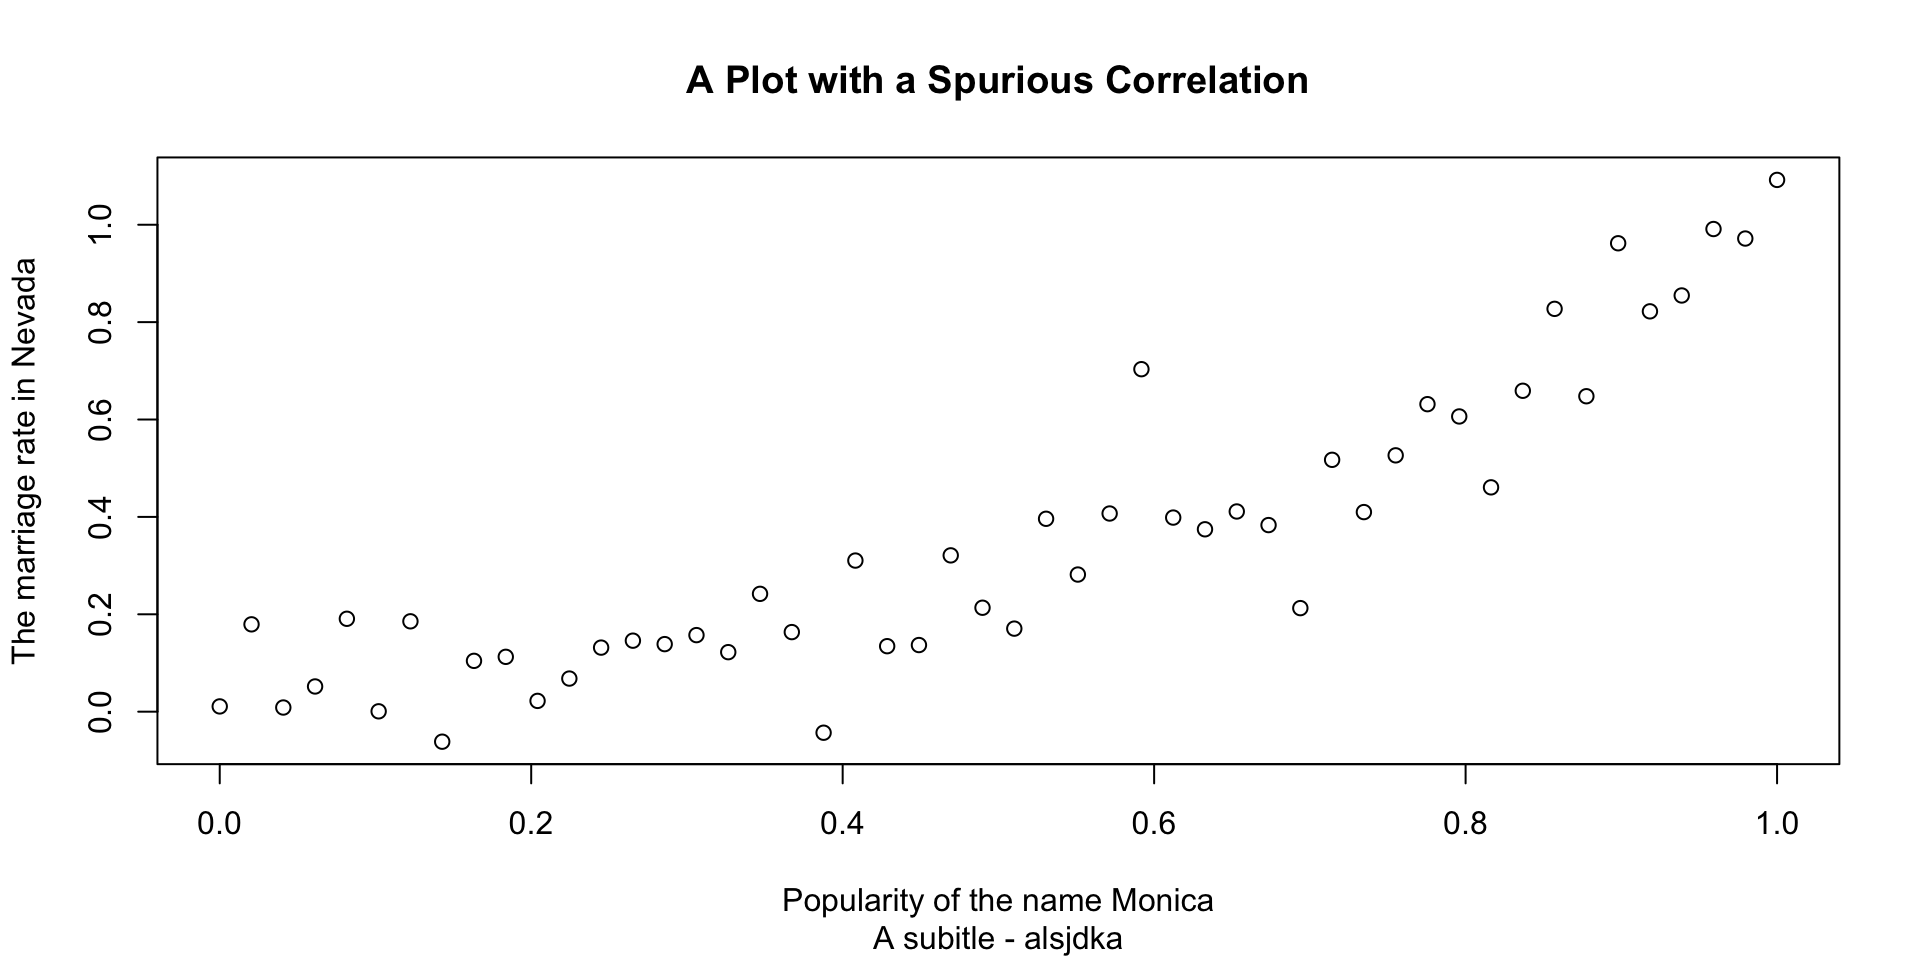 A Plot with a Spurious Correlation
The marriage rate in Nevada
1.0
0.8
0.6
0.4
0.2
0.0
0.0 0.2 0.4 0.6 0.8 1.0
Popularity of the name Monica
A subitle - alsjdka